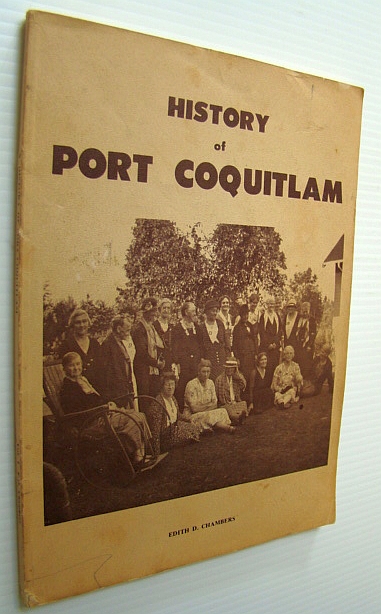 HISTORY
of
PORT COQUITLAM
EDITH D. CHAMBERS